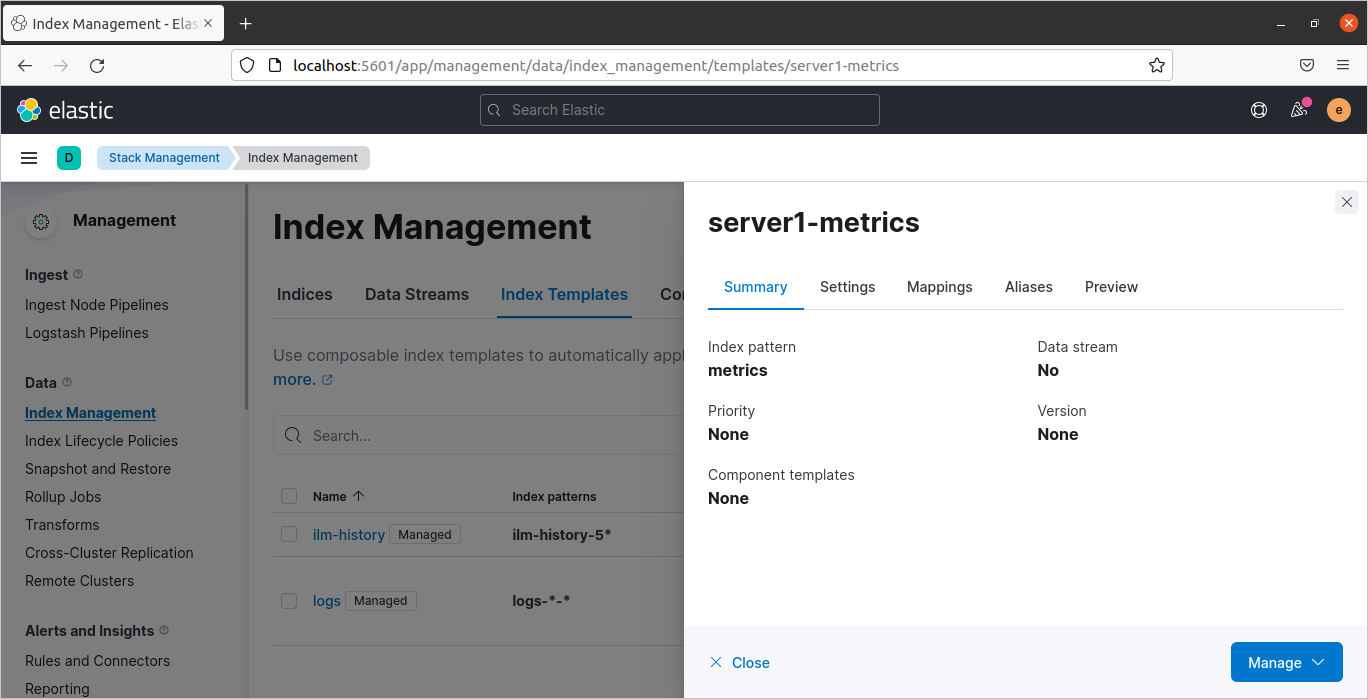 Index Management - Elas
localhost:5601/app/management/data/index_management/templates/server1-metrics
elastic
Search Elastic
e
D
Stack Management
Index Management
Management
Ingest
Ingest Node Pipelines
Logstash Pipelines
Data
Index Management
Index Lifecycle Policies
Snapshot and Restore
Rollup Jobs
Transforms
Cross-Cluster Replication
Remote Clusters
Alerts and Insights
Rules and Connectors
Reporting
Index Management
Indices
Data Streams
Index Templates
Co
Use composable index templates to automatically appl
more.
Search...
Name
Index patterns
ilm-history
Managed
ilm-history-5*
logs
Managed
logs-*-*
server1-metrics
Summary
Settings
Mappings
Aliases
Preview
Index pattern
metrics
Data stream
No
Priority
None
Version
None
Component templates
None
Close
Manage